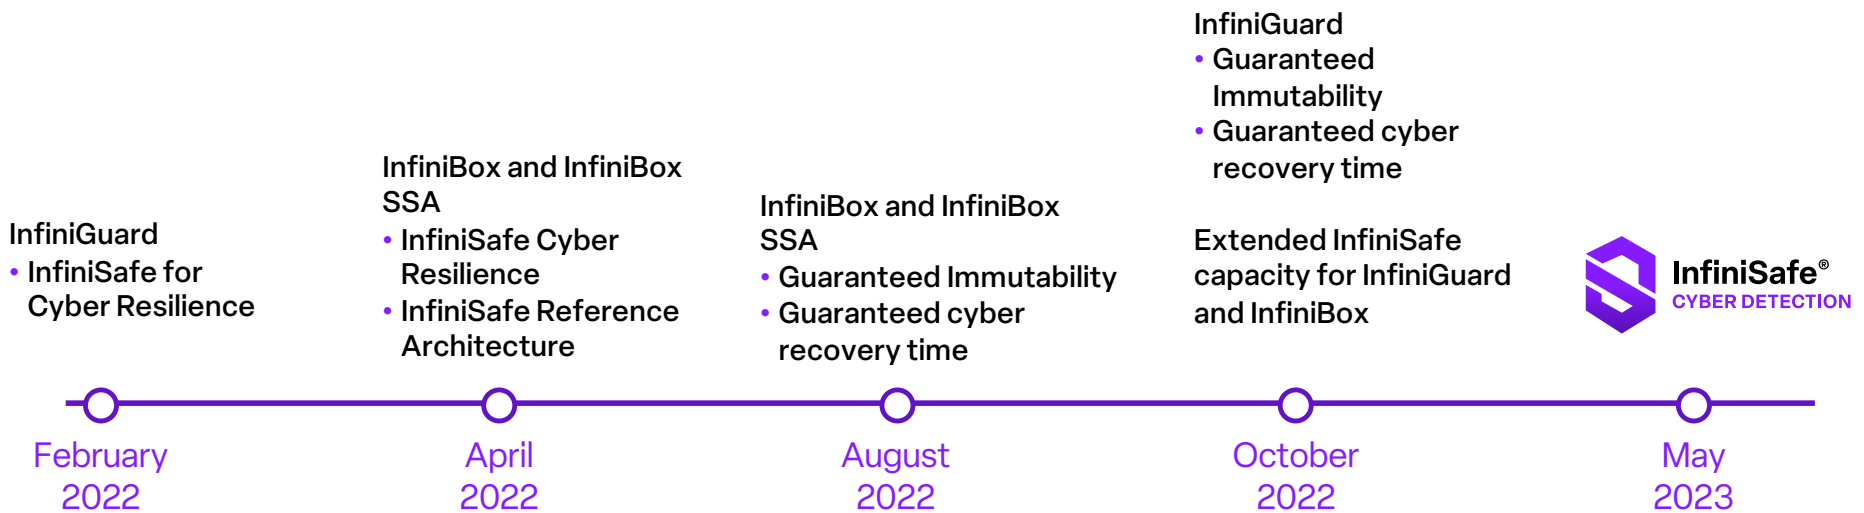 InfiniGuard
• InfiniSafe for
Cyber Resilience
February
2022
InfiniBox and InfiniBox
SSA
• InfiniSafe Cyber
Resilience
• InfiniSafe Reference
Architecture
April
2022
InfiniBox and InfiniBox
SSA
• Guaranteed Immutability
• Guaranteed cyber
recovery time
August
2022
InfiniGuard
• Guaranteed
Immutability
• Guaranteed cyber
recovery time
Extended InfiniSafe
capacity for InfiniGuard
and InfiniBox
October
2022
InfiniSafe®
CYBER DETECTION
May
2023